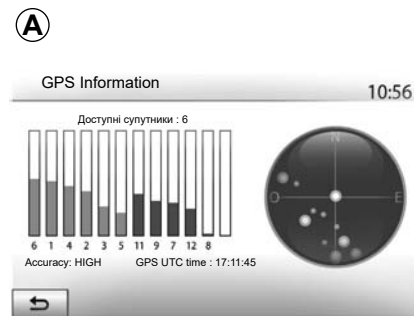 A
GPS Information
10:56
Доступні супутники : 6
N
O E
6 1 4 2 3 5 11 9 7 12 8
Accuracy: HIGH GPS UTC time : 17:11:45